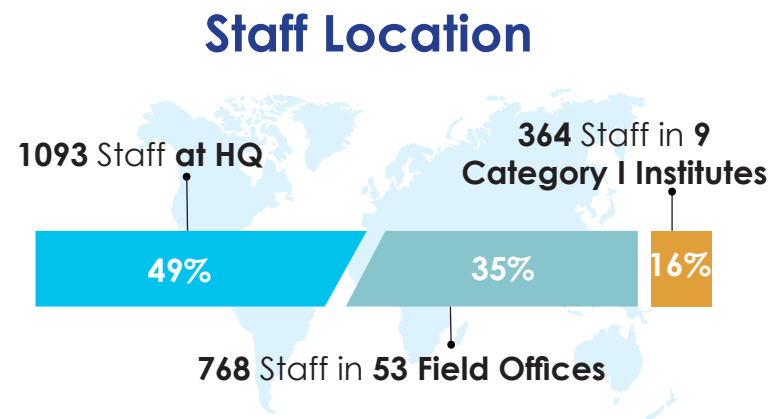 Staff Location
1093 Staff at HQ
364 Staff in 9
Category I Institutes
49%
35%
16%
768 Staff in 53 Field Offices